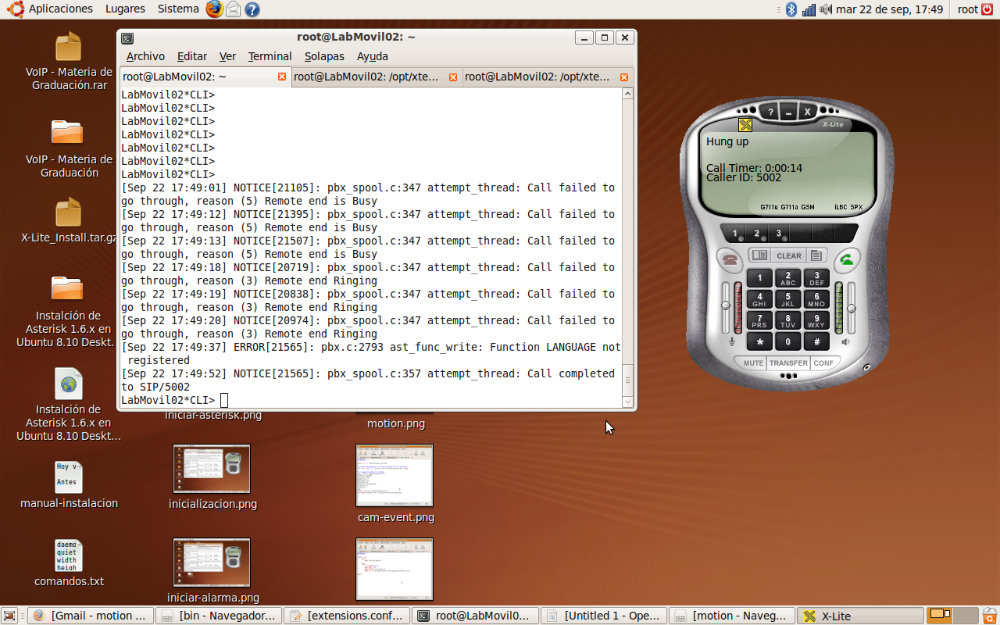 Aplicaciones Lugares Sistema
mar 22 de sep, 17:49 root
root@LabMovil02: ~
Archivo Editar Ver Terminal Solapas Ayuda
root@LabMovil02: ~
root@LabMovil02: /opt/xte...
root@LabMovil02: /opt/xte...
LabMovil02*CLI>
LabMovil02*CLI>
LabMovil02*CLI>
LabMovil02*CLI>
LabMovil02*CLI>
LabMovil02*CLI>
LabMovil02*CLI>
[Sep 22 17:49:01] NOTICE[21105]: pbx_spool.c:347 attempt_thread: Call failed to
go through, reason (5) Remote end is Busy
[Sep 22 17:49:12] NOTICE[21395]: pbx_spool.c:347 attempt_thread: Call failed to
go through, reason (5) Remote end is Busy
[Sep 22 17:49:13] NOTICE[21507]: pbx_spool.c:347 attempt_thread: Call failed to
go through, reason (5) Remote end is Busy
[Sep 22 17:49:18] NOTICE[20719]: pbx_spool.c:347 attempt_thread: Call failed to
go through, reason (3) Remote end Ringing
[Sep 22 17:49:19] NOTICE[20838]: pbx_spool.c:347 attempt_thread: Call failed to
go through, reason (3) Remote end Ringing
[Sep 22 17:49:20] NOTICE[20974]: pbx_spool.c:347 attempt_thread: Call failed to
go through, reason (3) Remote end Ringing
[Sep 22 17:49:37] ERROR[21565]: pbx.c:2793 ast_func_write: Function LANGUAGE not
registered
[Sep 22 17:49:52] NOTICE[21565]: pbx_spool.c:357 attempt_thread: Call completed
to SIP/5002
LabMovil02*CLI>
VoIP - Materia de
Graduación.rar
VoIP - Materia de
Graduación
X-Lite_Install.tar.gz
Instalción de
Asterisk 1.6.x en
Ubuntu 8.10 Deskt.
Instalción de
Asterisk 1.6.x en
Ubuntu 8.10 Deskt...
Hoy v
Antes
manual-instalacion
daemo
quiet
width
heigh
comandos.txt
iniciar-asterisk.png
inicializacion.png
iniciar-alarma.png
motion.png
cam-event.png
? X
X-Lite
Hung up
Call Timer: 0:00:14
Caller ID: 5002
G711u G711a GSM iLBC SPX
1 2 3
CLEAR
1 2 ABC 3 DEF
4 GHI 5 JKL 6 MNO
7 PRS 8 TUV 9 WXY
* 0 #
MUTE TRANSFER CONF
[Gmail - motion ...
[bin - Navegador...
[extensions.conf...
root@LabMovil0...
[Untitled 1 - Ope...
[motion - Naveg...
X-Lite